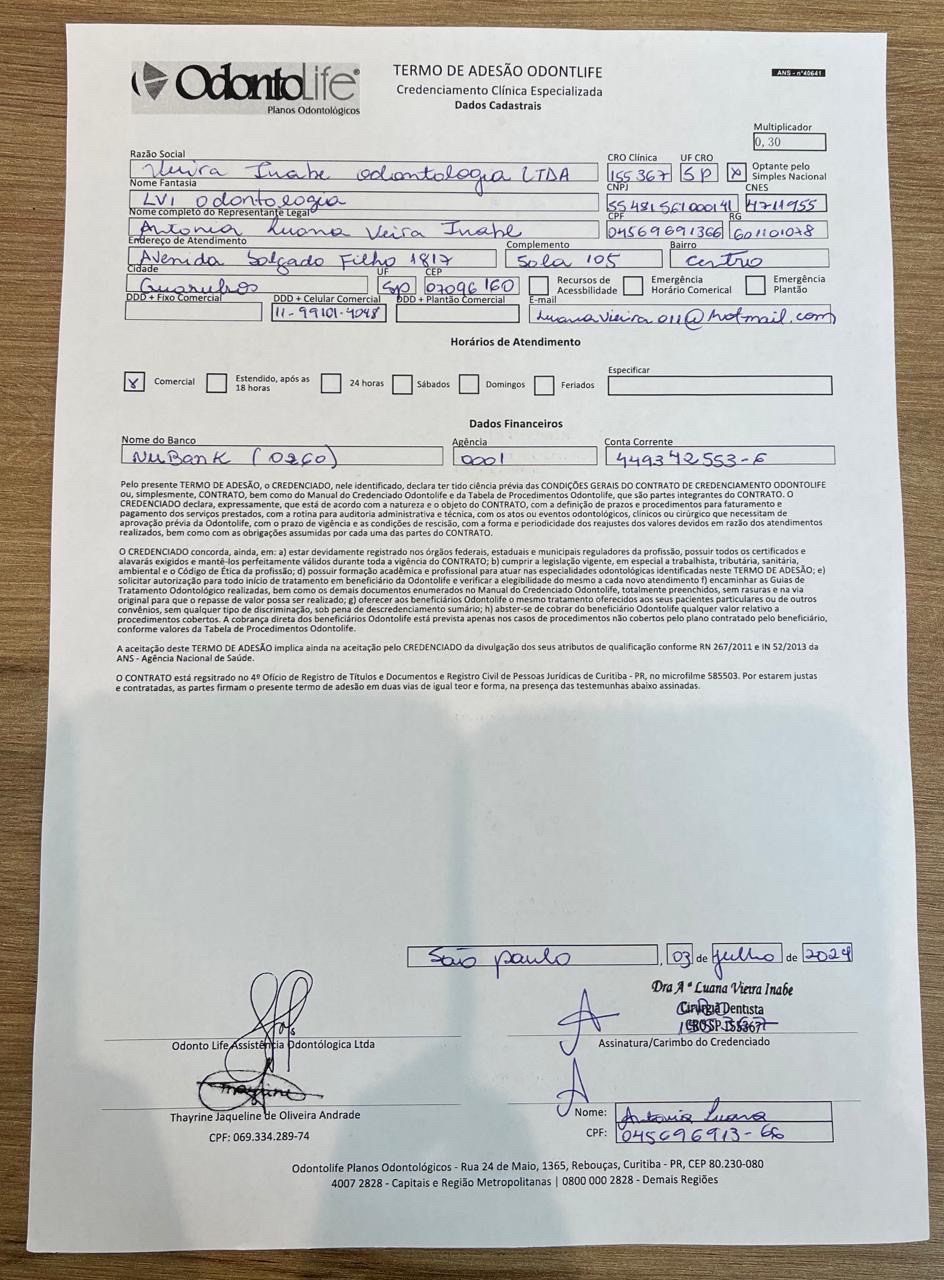 OdontoLife®
Planos Odontológicos
TERMO DE ADESÃO ODONTLIFE
Credenciamento Clínica Especializada
Dados Cadastrais
ANS - nº40641
Multiplicador
0, 30
Razão Social
Vieira Inabe odontologia LTDA
CRO Clínica
155367
UF CRO
SP
X
Optante pelo
Simples Nacional
Nome Fantasia
LVI odontologia
CNPJ
55481561000141
CNES
4711955
Nome completo do Representante Legal
Antonia Luana Vieira Inabe
CPF
04569691366
RG
601101078
Endereço de Atendimento
Avenida Salgado Filho 1817
Complemento
Sala 105
Bairro
centro
Cidade
Guarulhos
UF
SP
CEP
07096160
Recursos de
Acessbilidade
Emergência
Horário Comerical
Emergência
Plantão
DDD + Fixo Comercial
DDD + Celular Comercial
11-99101-4048
DDD + Plantão Comercial
E-mail
luanavieira011@hotmail.com
Horários de Atendimento
X
Comercial
Estendido, após as
18 horas
24 horas
Sábados
Domingos
Feriados
Especificar
Dados Financeiros
Nome do Banco
NuBank (0260)
Agência
0001
Conta Corrente
449342553-6
Pelo presente TERMO DE ADESÃO, o CREDENCIADO, nele identificado, declara ter tido ciência prévia das CONDIÇÕES GERAIS DO CONTRATO DE CREDENCIAMENTO ODONTOLIFE
ou, simplesmente, CONTRATO, bem como do Manual do Credenciado Odontolife e da Tabela de Procedimentos Odontolife, que são partes integrantes do CONTRATO. O
CREDENCIADO declara, expressamente, que está de acordo com a natureza e o objeto do CONTRATO, com a definição de prazos e procedimentos para faturamento e
pagamento dos serviços prestados, com a rotina para auditoria administrativa e técnica, com os atos ou eventos odontológicos, clínicos ou cirúrgico que necessitam de
aprovação prévia da Odontolife, com o prazo de vigência e as condições de rescisão, com a forma e periodicidade dos reajustes dos valores devidos em razão dos atendimentos
realizados, bem como com as obrigações assumidas por cada uma das partes do CONTRATO.
O CREDENCIADO concorda, ainda, em: a) estar devidamente registrado nos órgãos federais, estaduais e municipais reguladores da profissão, possuir todos os certificados e
alavarás exigidos e mantê-los perfeitamente válidos durante toda a vigência do CONTRATO; b) cumprir a legislação vigente, em especial a trabalhista, tributária, sanitária,
ambiental e o Código de Ética da profissão; d) possuir formação acadêmica e profissional para atuar nas especialidades odontológicas identificadas neste TERMO DE ADESÃO; e)
solicitar autorização para todo início de tratamento em beneficiário da Odontolife e verificar a elegibilidade do mesmo a cada novo atendimento f) encaminhar as Guias de
Tratamento Odontológico realizadas, bem como os demais documentos enumerados no Manual do Credenciado Odontolife, totalmente preenchidos, sem rasuras e na via
original para que o repasse de valor possa ser realizado; g) oferecer aos beneficiários Odontolife o mesmo tratamento oferecidos aos seus pacientes particulares ou de outros
convênios, sem qualquer tipo de discriminação, sob pena de descredenciamento sumário; h) abster-se de cobrar do beneficiário Odontolife qualquer valor relativo a
procedimentos cobertos. A cobrança direta dos beneficiários Odontolife está prevista apenas nos casos de procedimentos não cobertos pelo plano contratado pelo beneficiário,
conforme valores da Tabela de Procedimentos Odontolife.
A aceitação deste TERMO DE ADESÃO implica ainda na aceitação pelo CREDENCIADO da divulgação dos seus atributos de qualificação conforme RN 267/2011 e IN 52/2013 da
ANS - Agência Nacional de Saúde.
O CONTRATO está regsitrado no 4º Ofício de Registro de Títulos e Documentos e Registro Civil de Pessoas Jurídicas de Curitiba - PR, no microfilme 585503. Por estarem justas
e contratadas, as partes firmam o presente termo de adesão em duas vias de igual teor e forma, na presença das testemunhas abaixo assinadas.
São paulo, 03 de julho de 2024
Dra Aª Luana Vieira Inabe
Cirurgiã Dentista
CROSP 155367
Odonto Life Assistência Odontólogica Ltda
Assinatura/Carimbo do Credenciado
Thayrine
Thayrine Jaqueline de Oliveira Andrade
CPF: 069.334.289-74
Nome: Antonia Luana
CPF: 045696913-66
Odontolife Planos Odontológicos - Rua 24 de Maio, 1365, Rebouças, Curitiba - PR, CEP 80.230-080
4007 2828 - Capitais e Região Metropolitanas | 0800 000 2828 - Demais Regiões